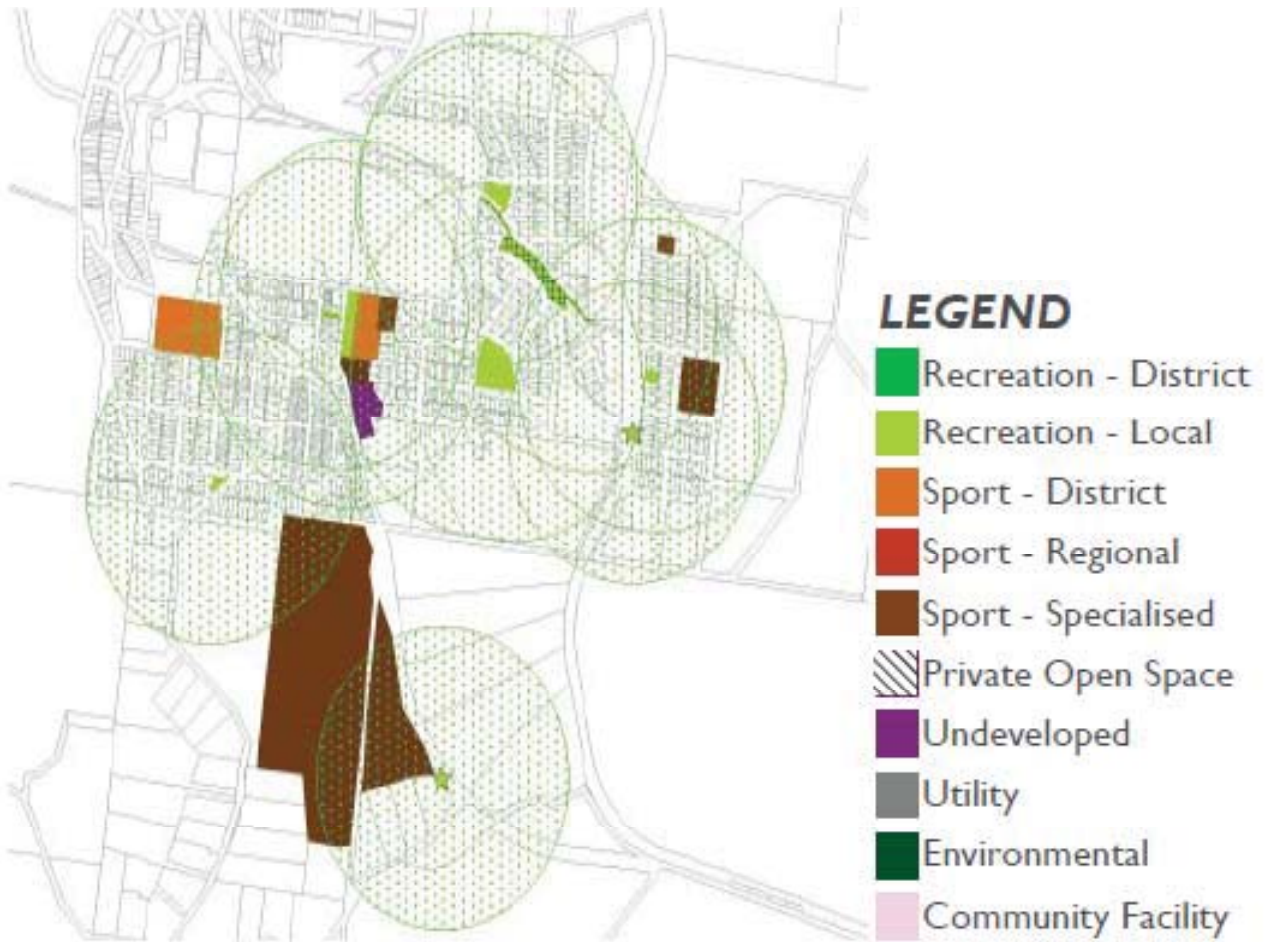 LEGEND
Recreation - District
Recreation - Local
Sport - District
Sport - Regional
Sport - Specialised
Private Open Space
Undeveloped
Utility
Environmental
Community Facility